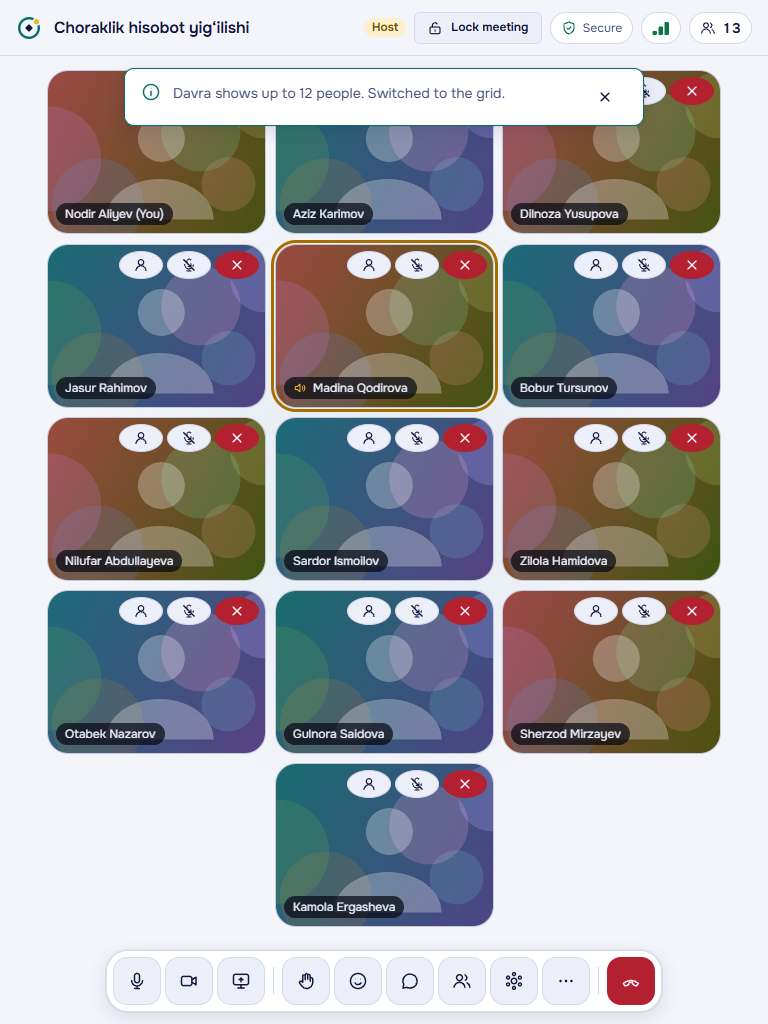 Choraklik hisobot yigʻilishi
Host
Lock meeting
Secure
13
Davra shows up to 12 people. Switched to the grid.
Nodir Aliyev (You)
Aziz Karimov
Dilnoza Yusupova
Jasur Rahimov
Madina Qodirova
Bobur Tursunov
Nilufar Abdullayeva
Sardor Ismoilov
Zilola Hamidova
Otabek Nazarov
Gulnora Saidova
Sherzod Mirzayev
Kamola Ergasheva